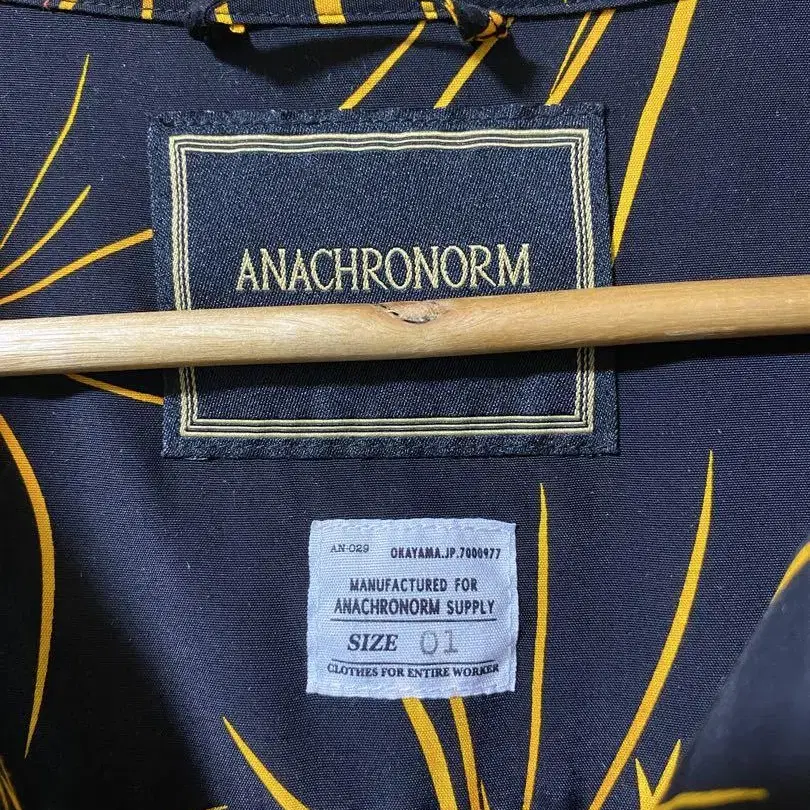 ANACHRONORM
AN-029 OKAYAMA.JP.7000977
MANUFACTURED FOR
ANACHRONORM SUPPLY
SIZE 01
CLOTHES FOR ENTIRE WORKER